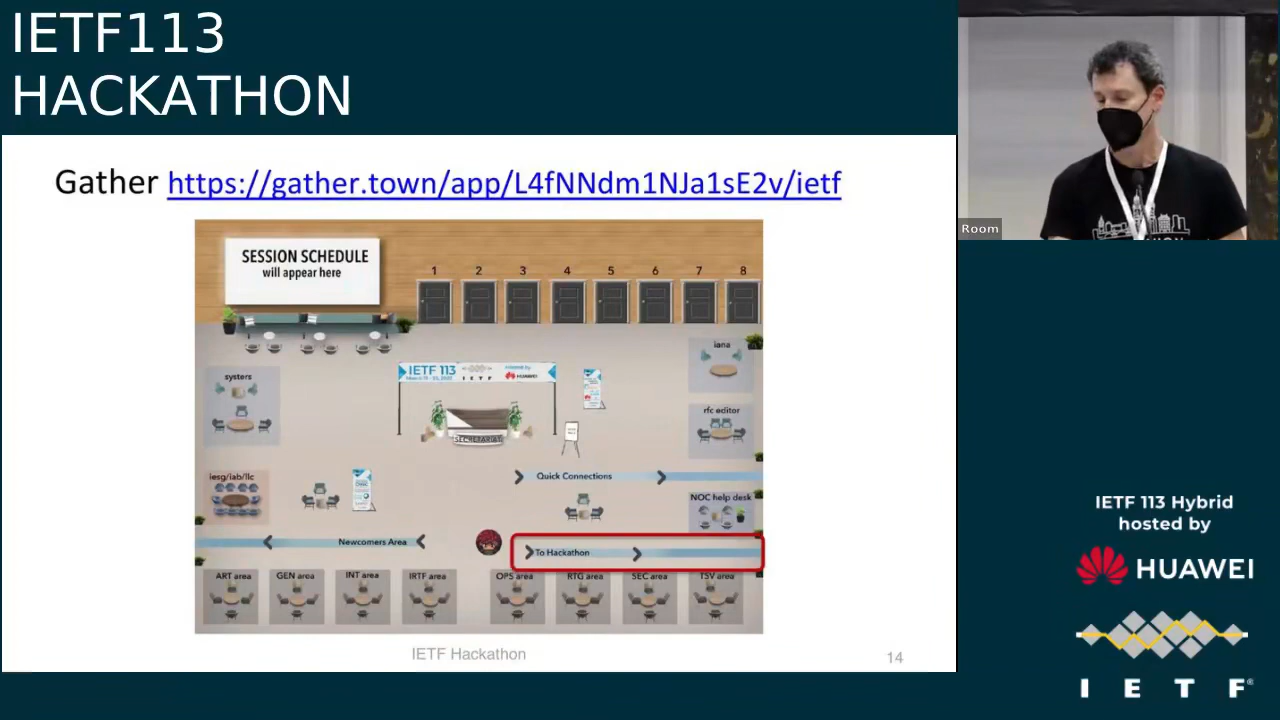 IETF113
HACKATHON
Gather https://gather.town/app/L4fNNdm1NJa1sE2v/ietf
SESSION SCHEDULE
will appear here
1 2 3 4 5 6 7 8
iana
systers
IETF 113
IETF
HUAWEI
rfc editor
SECRETARIAT
iesg/iab/llc
Quick Connections
NOC help desk
Newcomers Area
To Hackathon
ART area GEN area INT area IRTF area OPS area RTG area SEC area TSV area
IETF Hackathon
14
Room
IETF 113 Hybrid
hosted by
HUAWEI
I E T F®